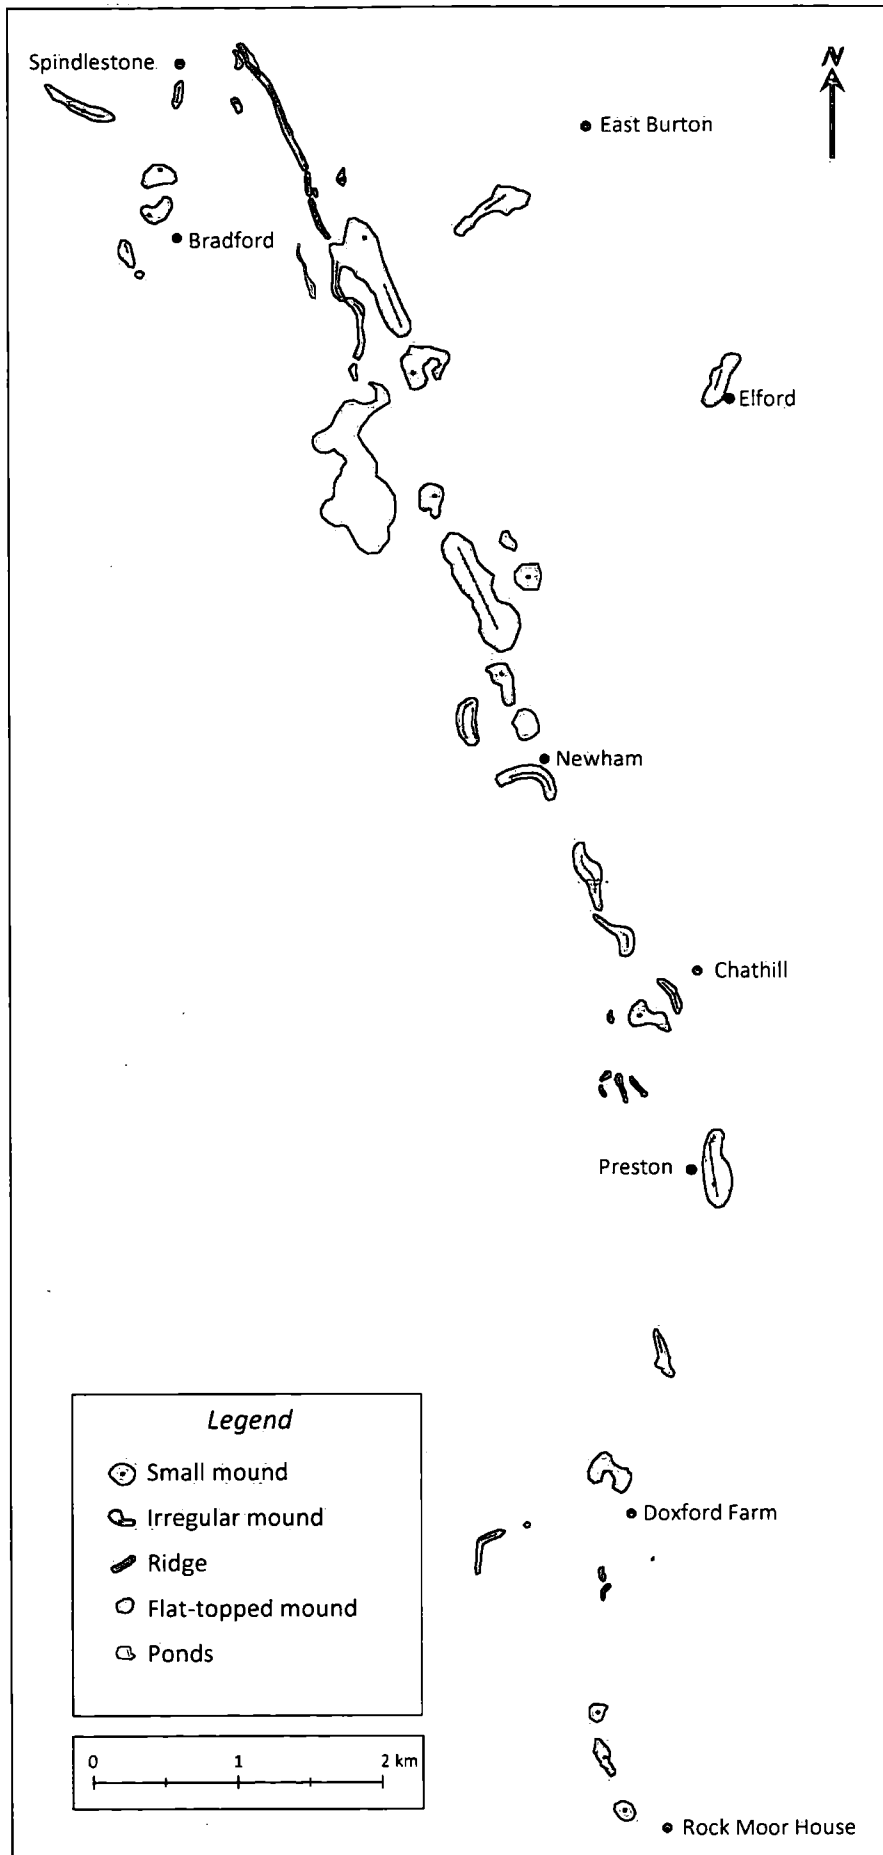 Spindlestone
N
East Burton
Bradford
Elford
Newham
Chathill
Preston
Legend
Small mound
Irregular mound
Ridge
Flat-topped mound
Ponds
Doxford Farm
0 1 2 km
Rock Moor House